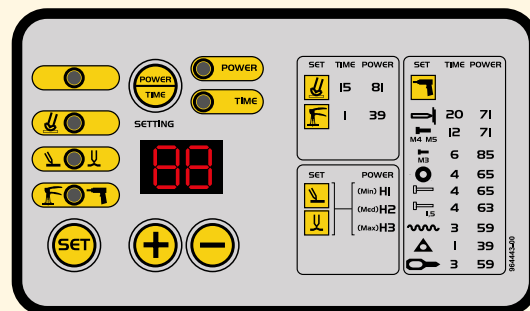 POWER
TIME
POWER
TIME
SETTING
88
SET
SET TIME POWER
15 81
1 39
SET POWER
(Min) H1
(Med) H2
(Max) H3
SET TIME POWER
20 71
M4 M5 12 71
M3 6 85
4 65
4 65
1,5 4 63
3 59
1 39
3 59
964443-00